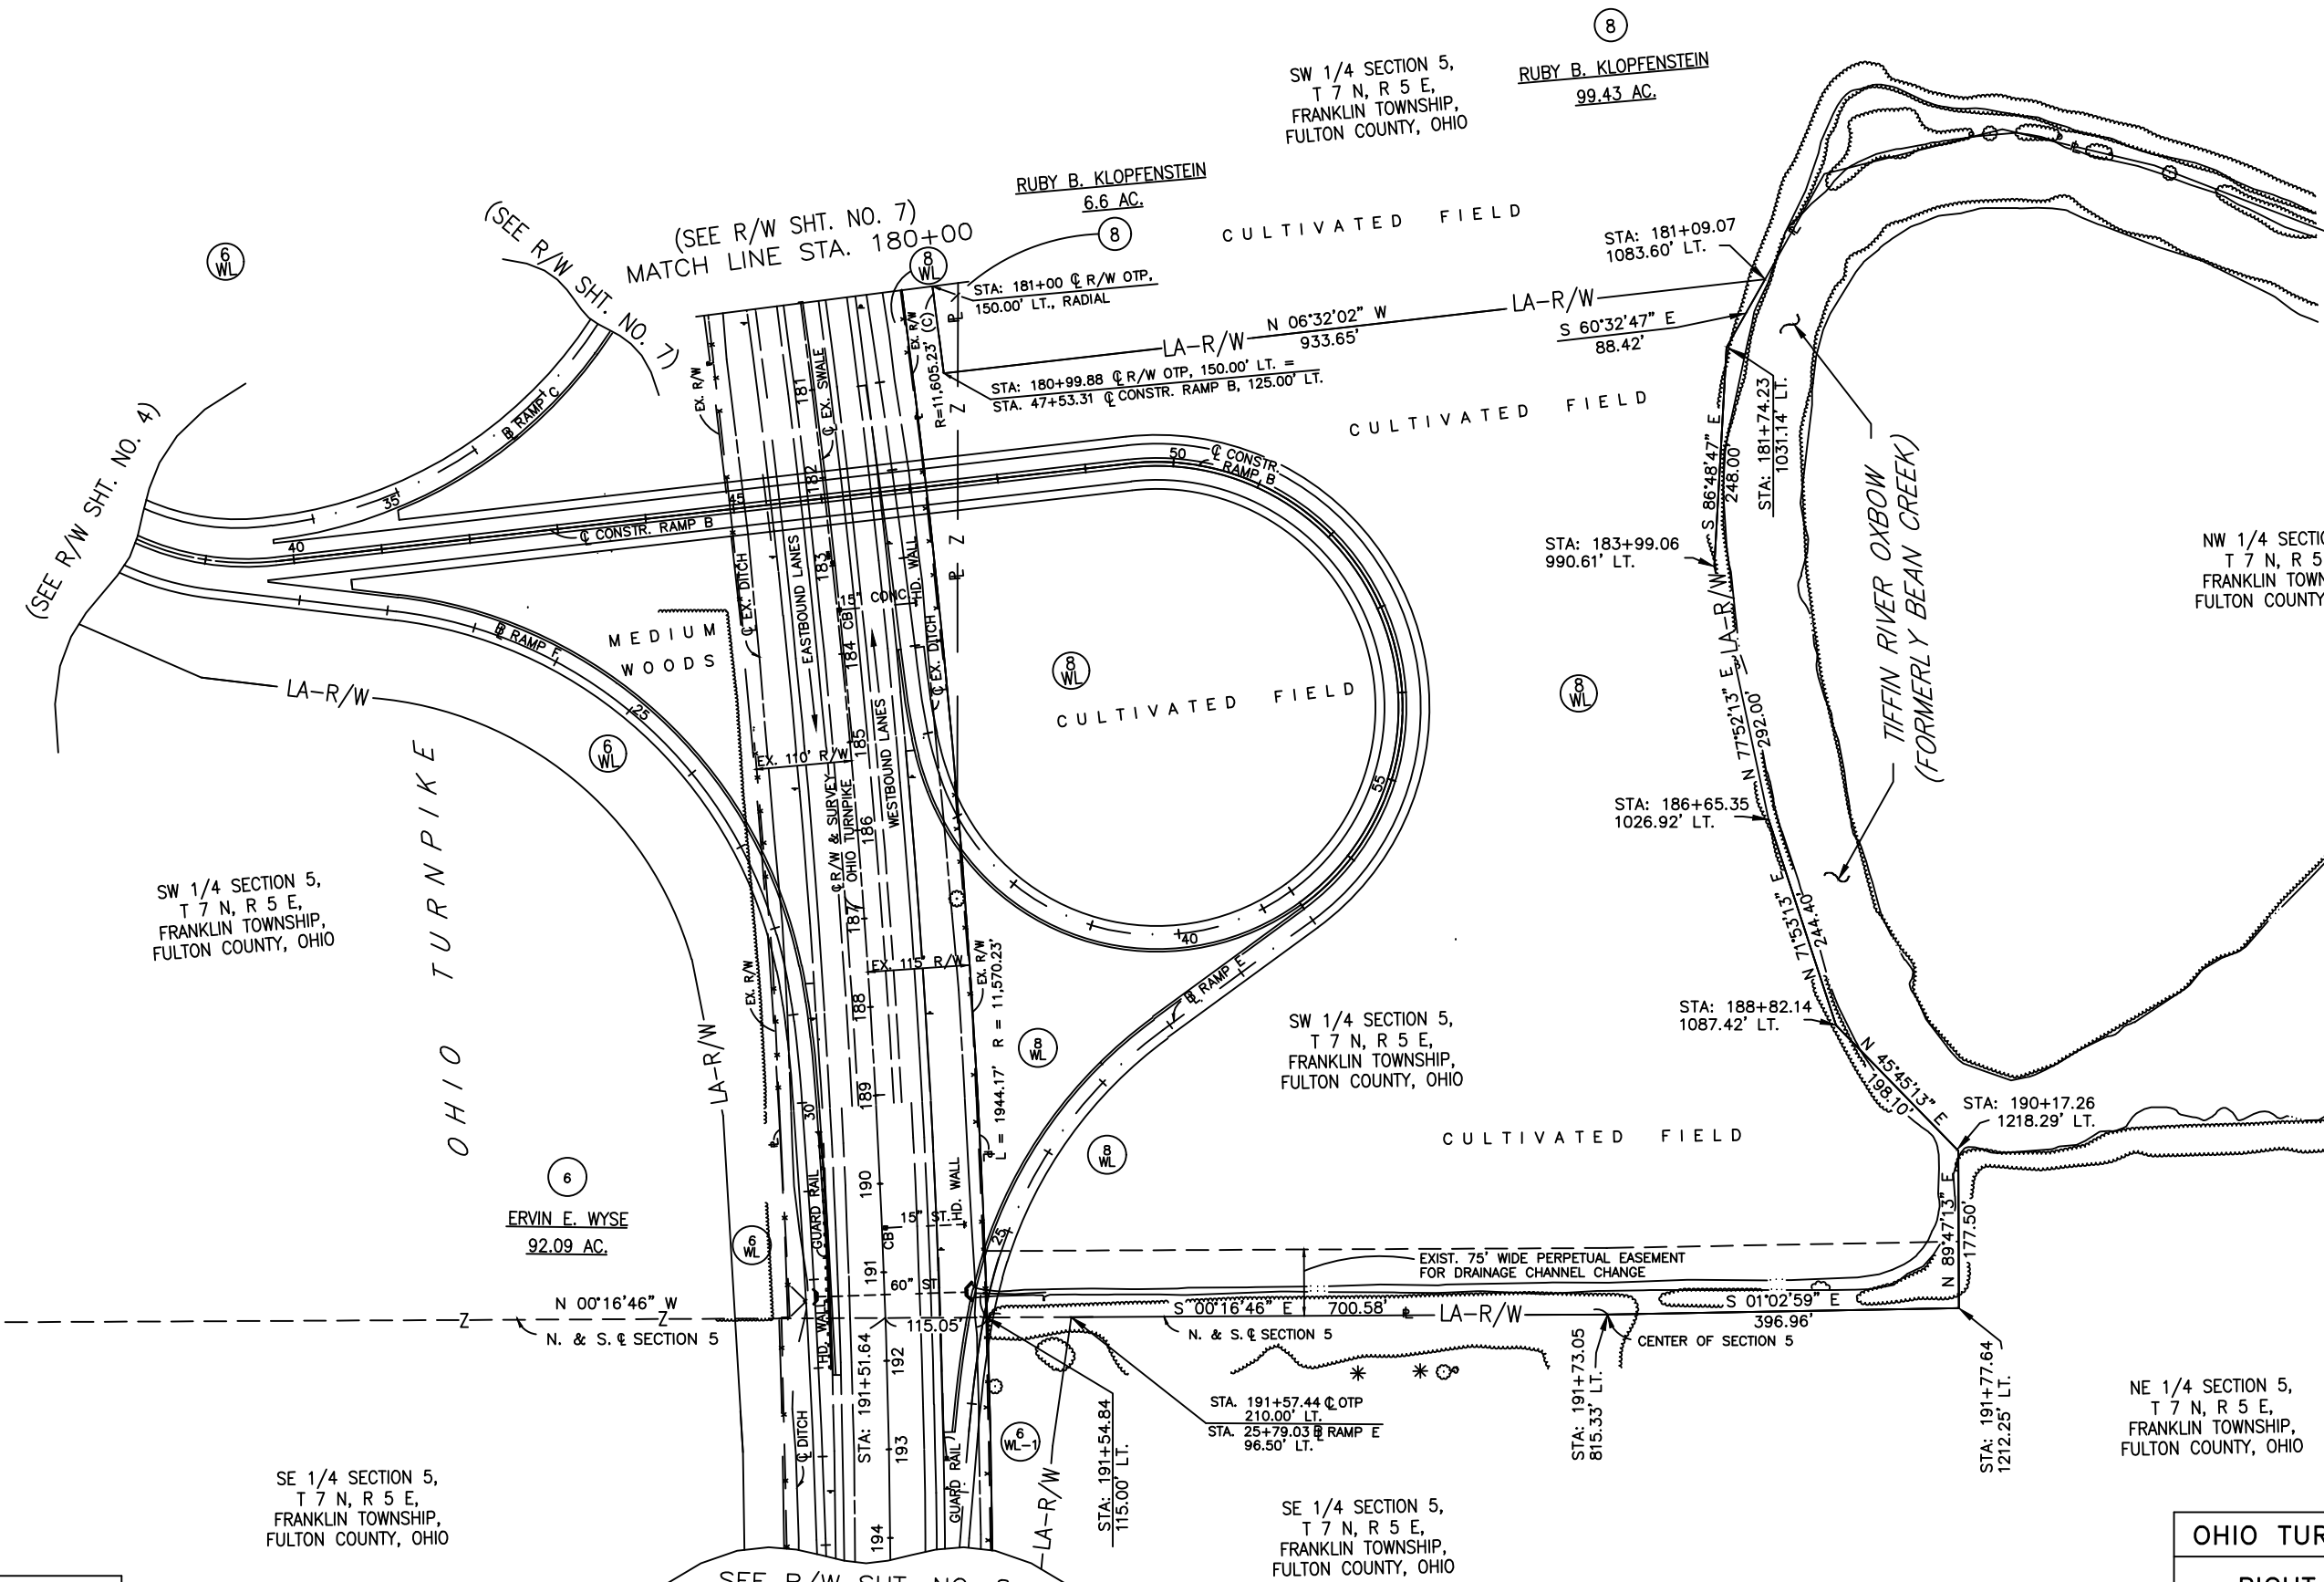 8
RUBY B. KLOPFENSTEIN
99.43 AC.
SW 1/4 SECTION 5,
T 7 N, R 5 E,
FRANKLIN TOWNSHIP,
FULTON COUNTY, OHIO
RUBY B. KLOPFENSTEIN
6.6 AC.
8
(SEE R/W SHT. NO. 7)
MATCH LINE STA. 180+00
(SEE R/W SHT. NO. 7)
6
WL
8
WL
STA: 181+00 ℄ R/W OTP,
150.00' LT., RADIAL
CULTIVATED FIELD
STA: 181+09.07
1083.60' LT.
LA-R/W
N 06°32'02" W
933.65'
LA-R/W
S 60°32'47" E
88.42'
STA: 180+99.88 ℄ R/W OTP, 150.00' LT. =
STA. 47+53.31 ℄ CONSTR. RAMP B, 125.00' LT.
CULTIVATED FIELD
EX. R/W
R=11,605.23' (C)
EX. R/W
181
℄ EX. SWALE
182
STA: 181+74.23
1031.14' LT.
S 86°48'47" E
248.00'
(SEE R/W SHT. NO. 4)
B RAMP C
35
40
45
50
℄ CONSTR.
RAMP B
℄ CONSTR. RAMP B
STA: 183+99.06
990.61' LT.
TIFFIN RIVER OXBOW
(FORMERLY BEAN CREEK)
NW 1/4 SECTI
T 7 N, R 5
FRANKLIN TOWN
FULTON COUNTY
℄ EX. DITCH
EASTBOUND LANES
183
15" CONC.
HD. WALL
CB
184
℄ EX. DITCH
MEDIUM
WOODS
B RAMP F
25
LA-R/W
6
WL
8
WL
CULTIVATED FIELD
8
WL
LA-R/W
N 77°52'13" E
292.00'
EX. 110' R/W
185
WESTBOUND LANES
℄ R/W & SURVEY
OHIO TURNPIKE
186
187
55
40
STA: 186+65.35
1026.92' LT.
OHIO TURNPIKE
SW 1/4 SECTION 5,
T 7 N, R 5 E,
FRANKLIN TOWNSHIP,
FULTON COUNTY, OHIO
N 71°53'13" E
244.40'
EX. 115' R/W
EX. R/W
EX. R/W
L = 1944.17' R = 11,570.23'
188
B RAMP E
STA: 188+82.14
1087.42' LT.
SW 1/4 SECTION 5,
T 7 N, R 5 E,
FRANKLIN TOWNSHIP,
FULTON COUNTY, OHIO
8
WL
LA-R/W
30
189
N 45°45'13" E
198.10'
STA: 190+17.26
1218.29' LT.
CULTIVATED FIELD
8
WL
6
ERVIN E. WYSE
92.09 AC.
6
WL
GUARD RAIL
190
HD. WALL
15" ST.
CB
25
191
60" ST
EXIST. 75' WIDE PERPETUAL EASEMENT
FOR DRAINAGE CHANNEL CHANGE
N 89°47'13" E
177.50'
N 00°16'46" W
N. & S. ℄ SECTION 5
HD. WALL
115.05'
S 00°16'46" E
700.58'
LA-R/W
S 01°02'59" E
396.96'
N. & S. ℄ SECTION 5
CENTER OF SECTION 5
STA: 191+51.64
192
STA: 191+73.05
815.33' LT.
STA: 191+77.64
1212.25' LT.
STA. 191+57.44 ℄ OTP
210.00' LT.
STA. 25+79.03 B RAMP E
96.50' LT.
STA: 191+54.84
115.00' LT.
6
WL-1
℄ DITCH
193
GUARD RAIL
LA-R/W
194
SE 1/4 SECTION 5,
T 7 N, R 5 E,
FRANKLIN TOWNSHIP,
FULTON COUNTY, OHIO
SE 1/4 SECTION 5,
T 7 N, R 5 E,
FRANKLIN TOWNSHIP,
FULTON COUNTY, OHIO
NE 1/4 SECTION 5,
T 7 N, R 5 E,
FRANKLIN TOWNSHIP,
FULTON COUNTY, OHIO
SEE R/W SHT. NO.
OHIO TUR
RIGHT